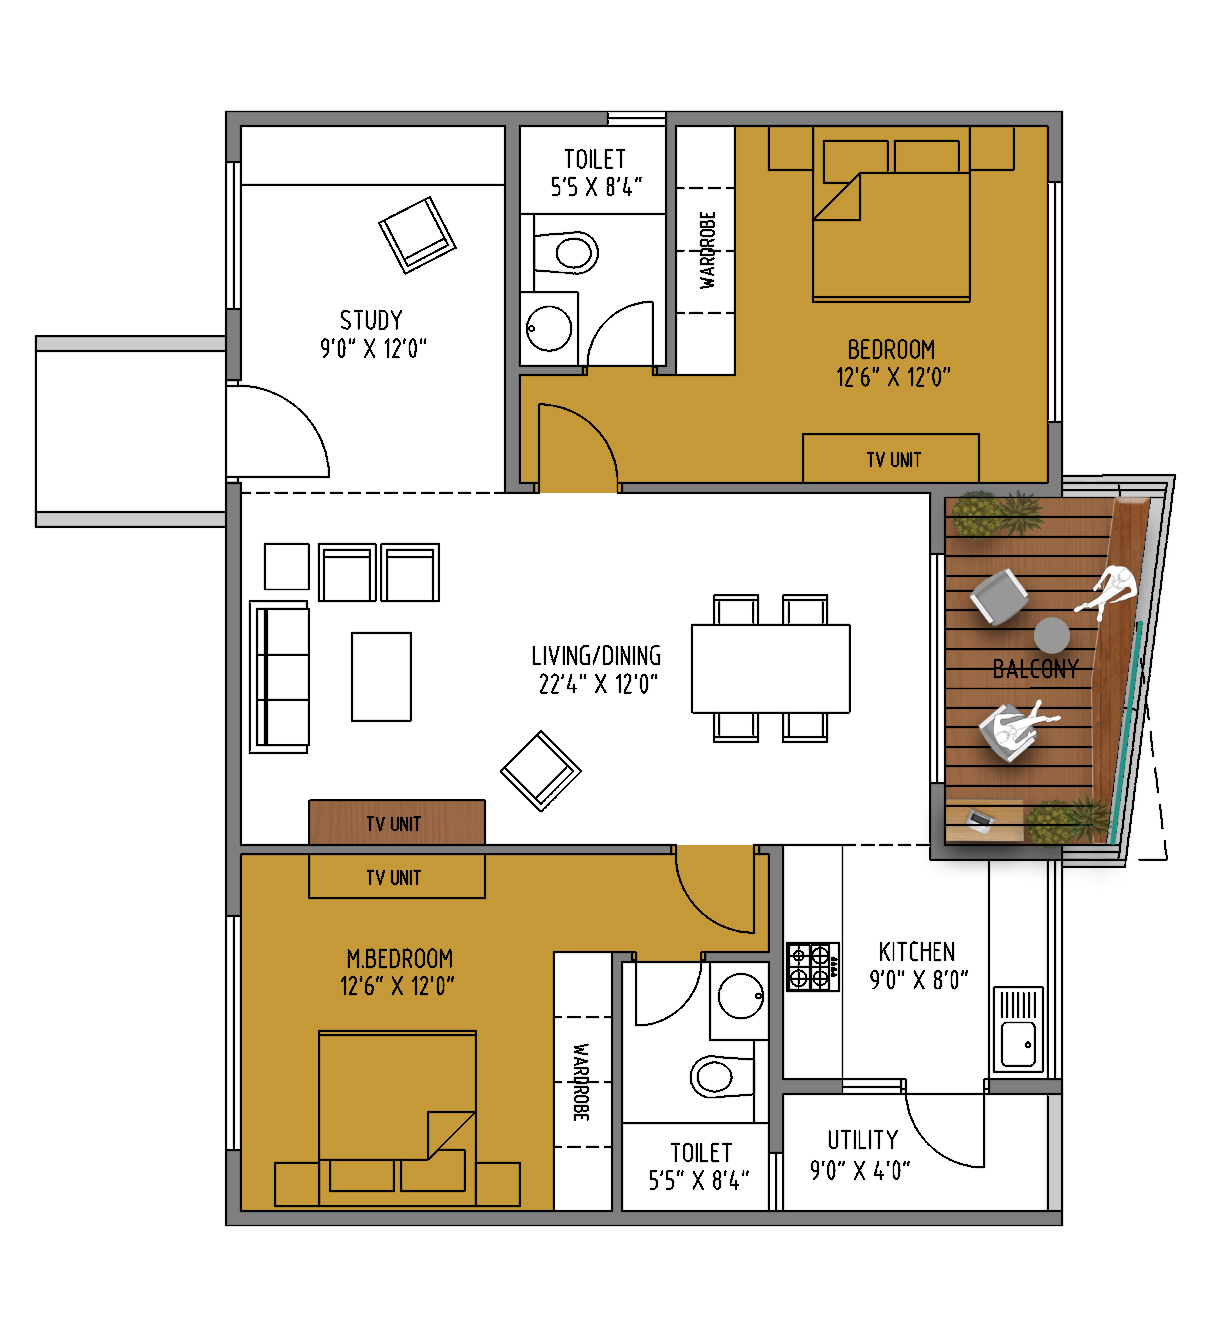 TOILET
5'5 X 8'4"
WARDROBE
STUDY
9'0" X 12'0"
BEDROOM
12'6" X 12'0"
TV UNIT
LIVING/DINING
22'4" X 12'0"
BALCONY
TV UNIT
TV UNIT
M.BEDROOM
12'6" X 12'0"
KITCHEN
9'0" X 8'0"
WARDROBE
TOILET
5'5" X 8'4"
UTILITY
9'0" X 4'0"